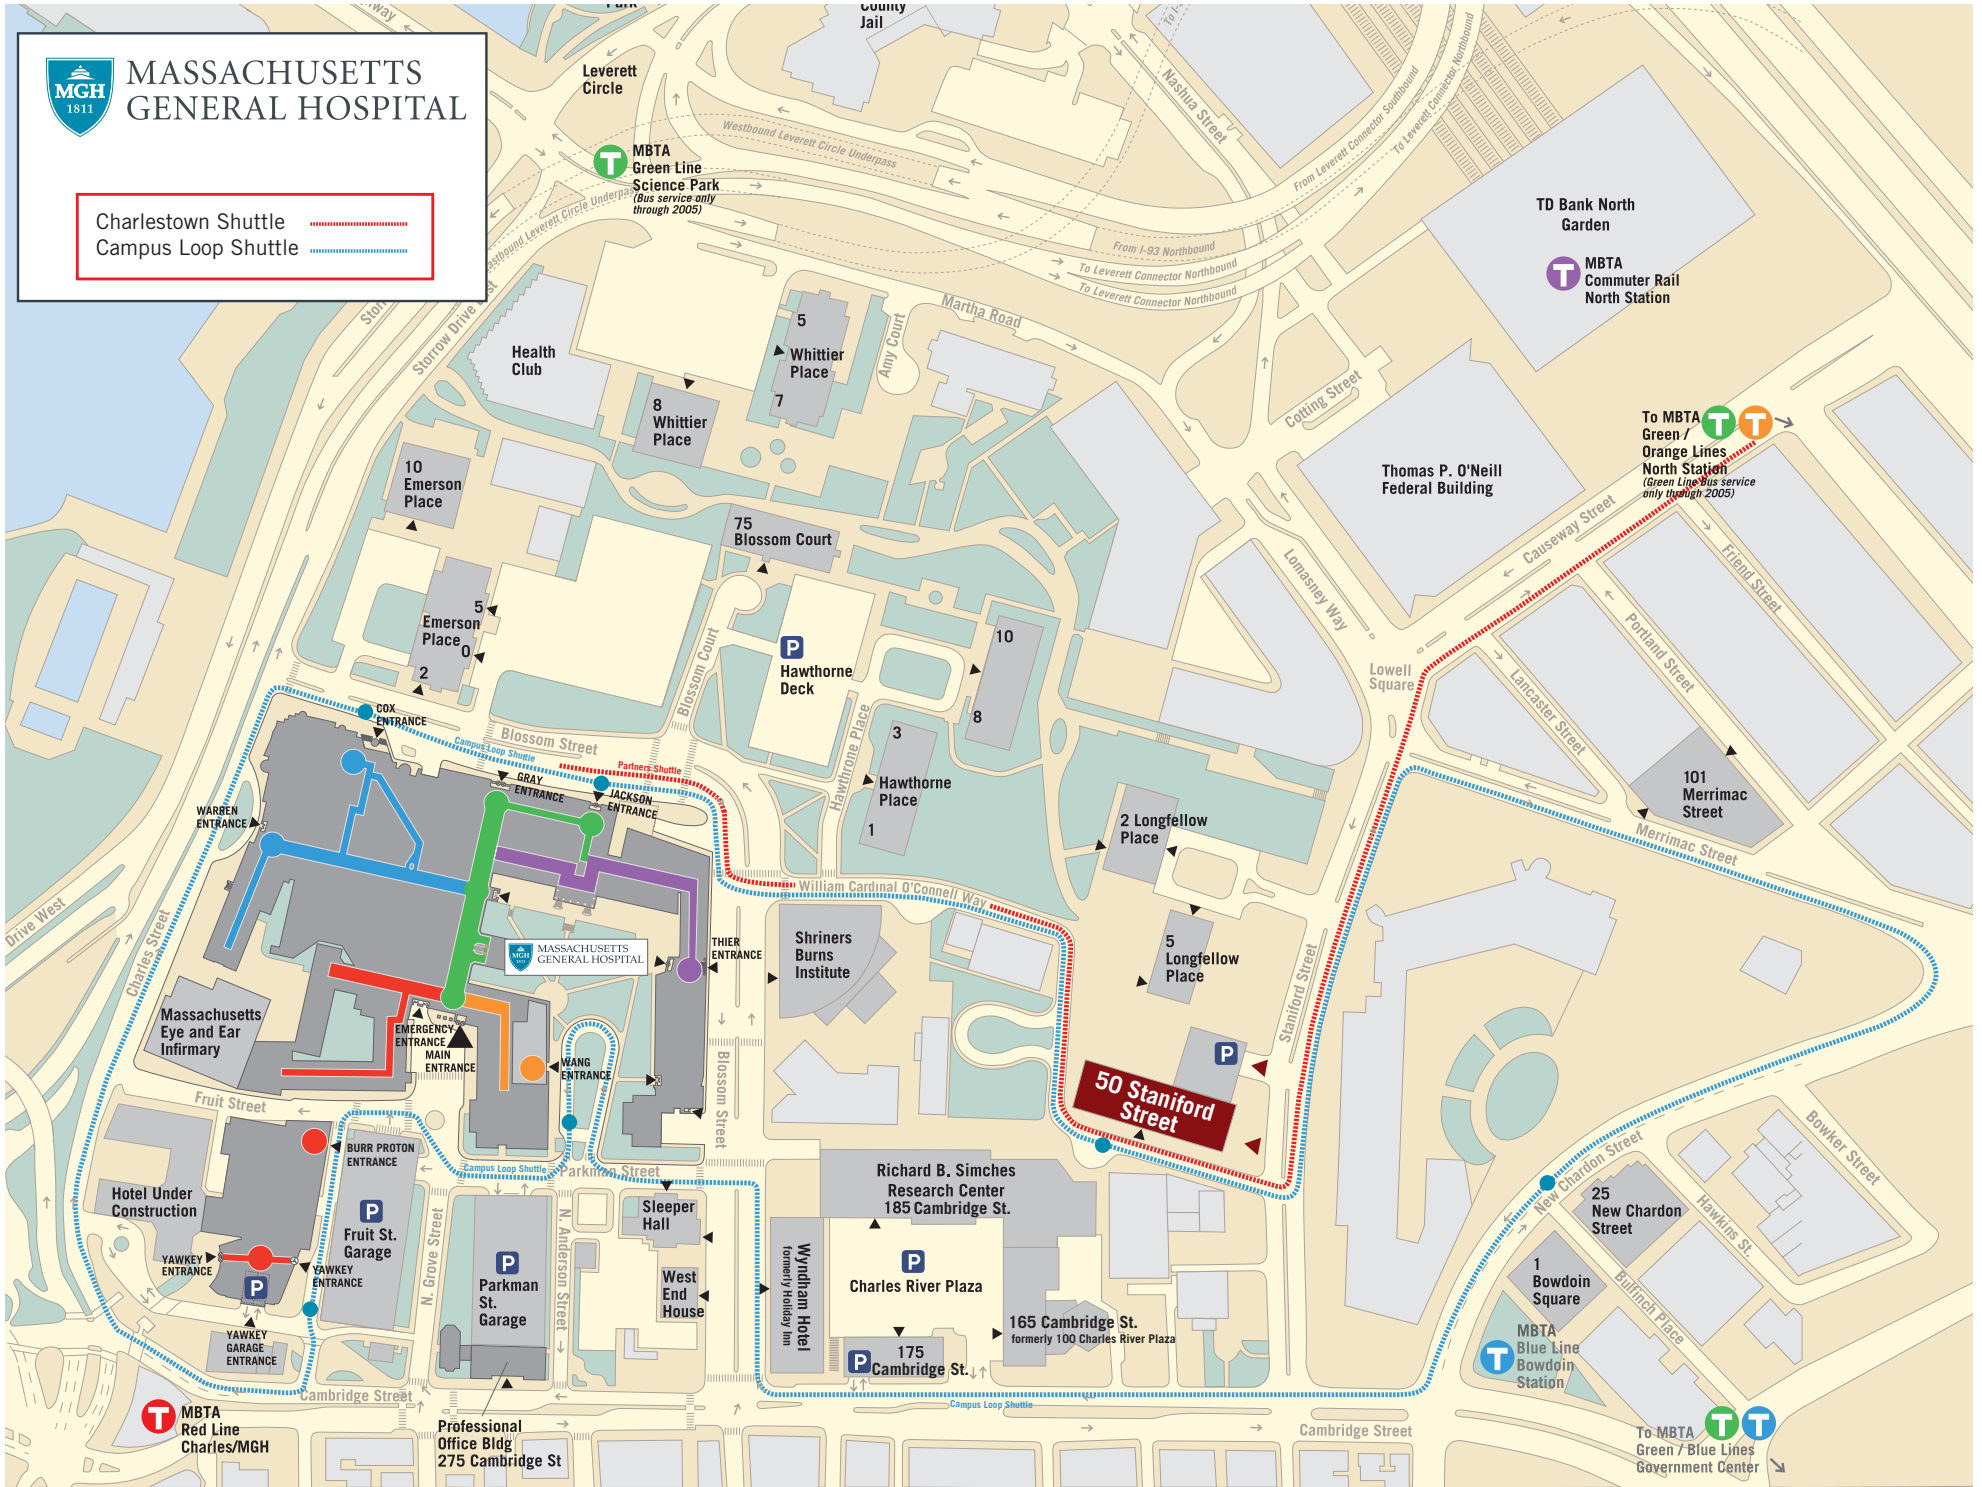 MGH
1811
MASSACHUSETTS
GENERAL HOSPITAL
Charlestown Shuttle
Campus Loop Shuttle
Park
County
Jail
To I-
Leverett
Circle
Nashua Street
From Leverett Connector Southbound
To Leverett Connector Northbound
Westbound Leverett Circle Underpass
MBTA
Green Line
Science Park
(Bus service only
through 2005)
Eastbound Leverett Circle Underpass
From I-93 Northbound
To Leverett Connector Northbound
To Leverett Connector Northbound
TD Bank North
Garden
MBTA
Commuter Rail
North Station
Storrow Drive East
Martha Road
Amy Court
Health
Club
5
Whittier
Place
7
8
Whittier
Place
Cotting Street
To MBTA
Green /
Orange Lines
North Station
(Green Line Bus service
only through 2005)
Thomas P. O'Neill
Federal Building
10
Emerson
Place
75
Blossom Court
Causeway Street
Friend Street
Lomasney Way
5
Emerson
Place
0
2
Blossom Court
P
Hawthorne
Deck
10
8
Portland Street
Lowell
Square
Lancaster Street
COX
ENTRANCE
Blossom Street
Campus Loop Shuttle
Partners Shuttle
Hawthrone Place
3
Hawthorne
Place
1
GRAY
ENTRANCE
JACKSON
ENTRANCE
WARREN
ENTRANCE
2 Longfellow
Place
101
Merrimac
Street
Merrimac Street
William Cardinal O'Connell Way
Drive West
Charles Street
MGH
1811
MASSACHUSETTS
GENERAL HOSPITAL
THIER
ENTRANCE
Shriners
Burns
Institute
5
Longfellow
Place
Staniford Street
Massachusetts
Eye and Ear
Infirmary
EMERGENCY
ENTRANCE
MAIN
ENTRANCE
WANG
ENTRANCE
Blossom Street
P
50 Staniford
Street
Fruit Street
BURR PROTON
ENTRANCE
Campus Loop Shuttle
Parkman Street
Richard B. Simches
Research Center
185 Cambridge St.
New Chardon Street
Bowker Street
Hotel Under
Construction
P
Fruit St.
Garage
N. Grove Street
Sleeper
Hall
N. Anderson Street
25
New Chardon
Street
Hawkins St.
YAWKEY
ENTRANCE
YAWKEY
ENTRANCE
P
P
Parkman
St.
Garage
West
End
House
Wyndham Hotel
formerly Holiday Inn
P
Charles River Plaza
1
Bowdoin
Square
Bulfinch Place
YAWKEY
GARAGE
ENTRANCE
165 Cambridge St.
formerly 100 Charles River Plaza
P
175
Cambridge St.
MBTA
Blue Line
Bowdoin
Station
Cambridge Street
Campus Loop Shuttle
MBTA
Red Line
Charles/MGH
Professional
Office Bldg
275 Cambridge St
Cambridge Street
To MBTA
Green / Blue Lines
Government Center